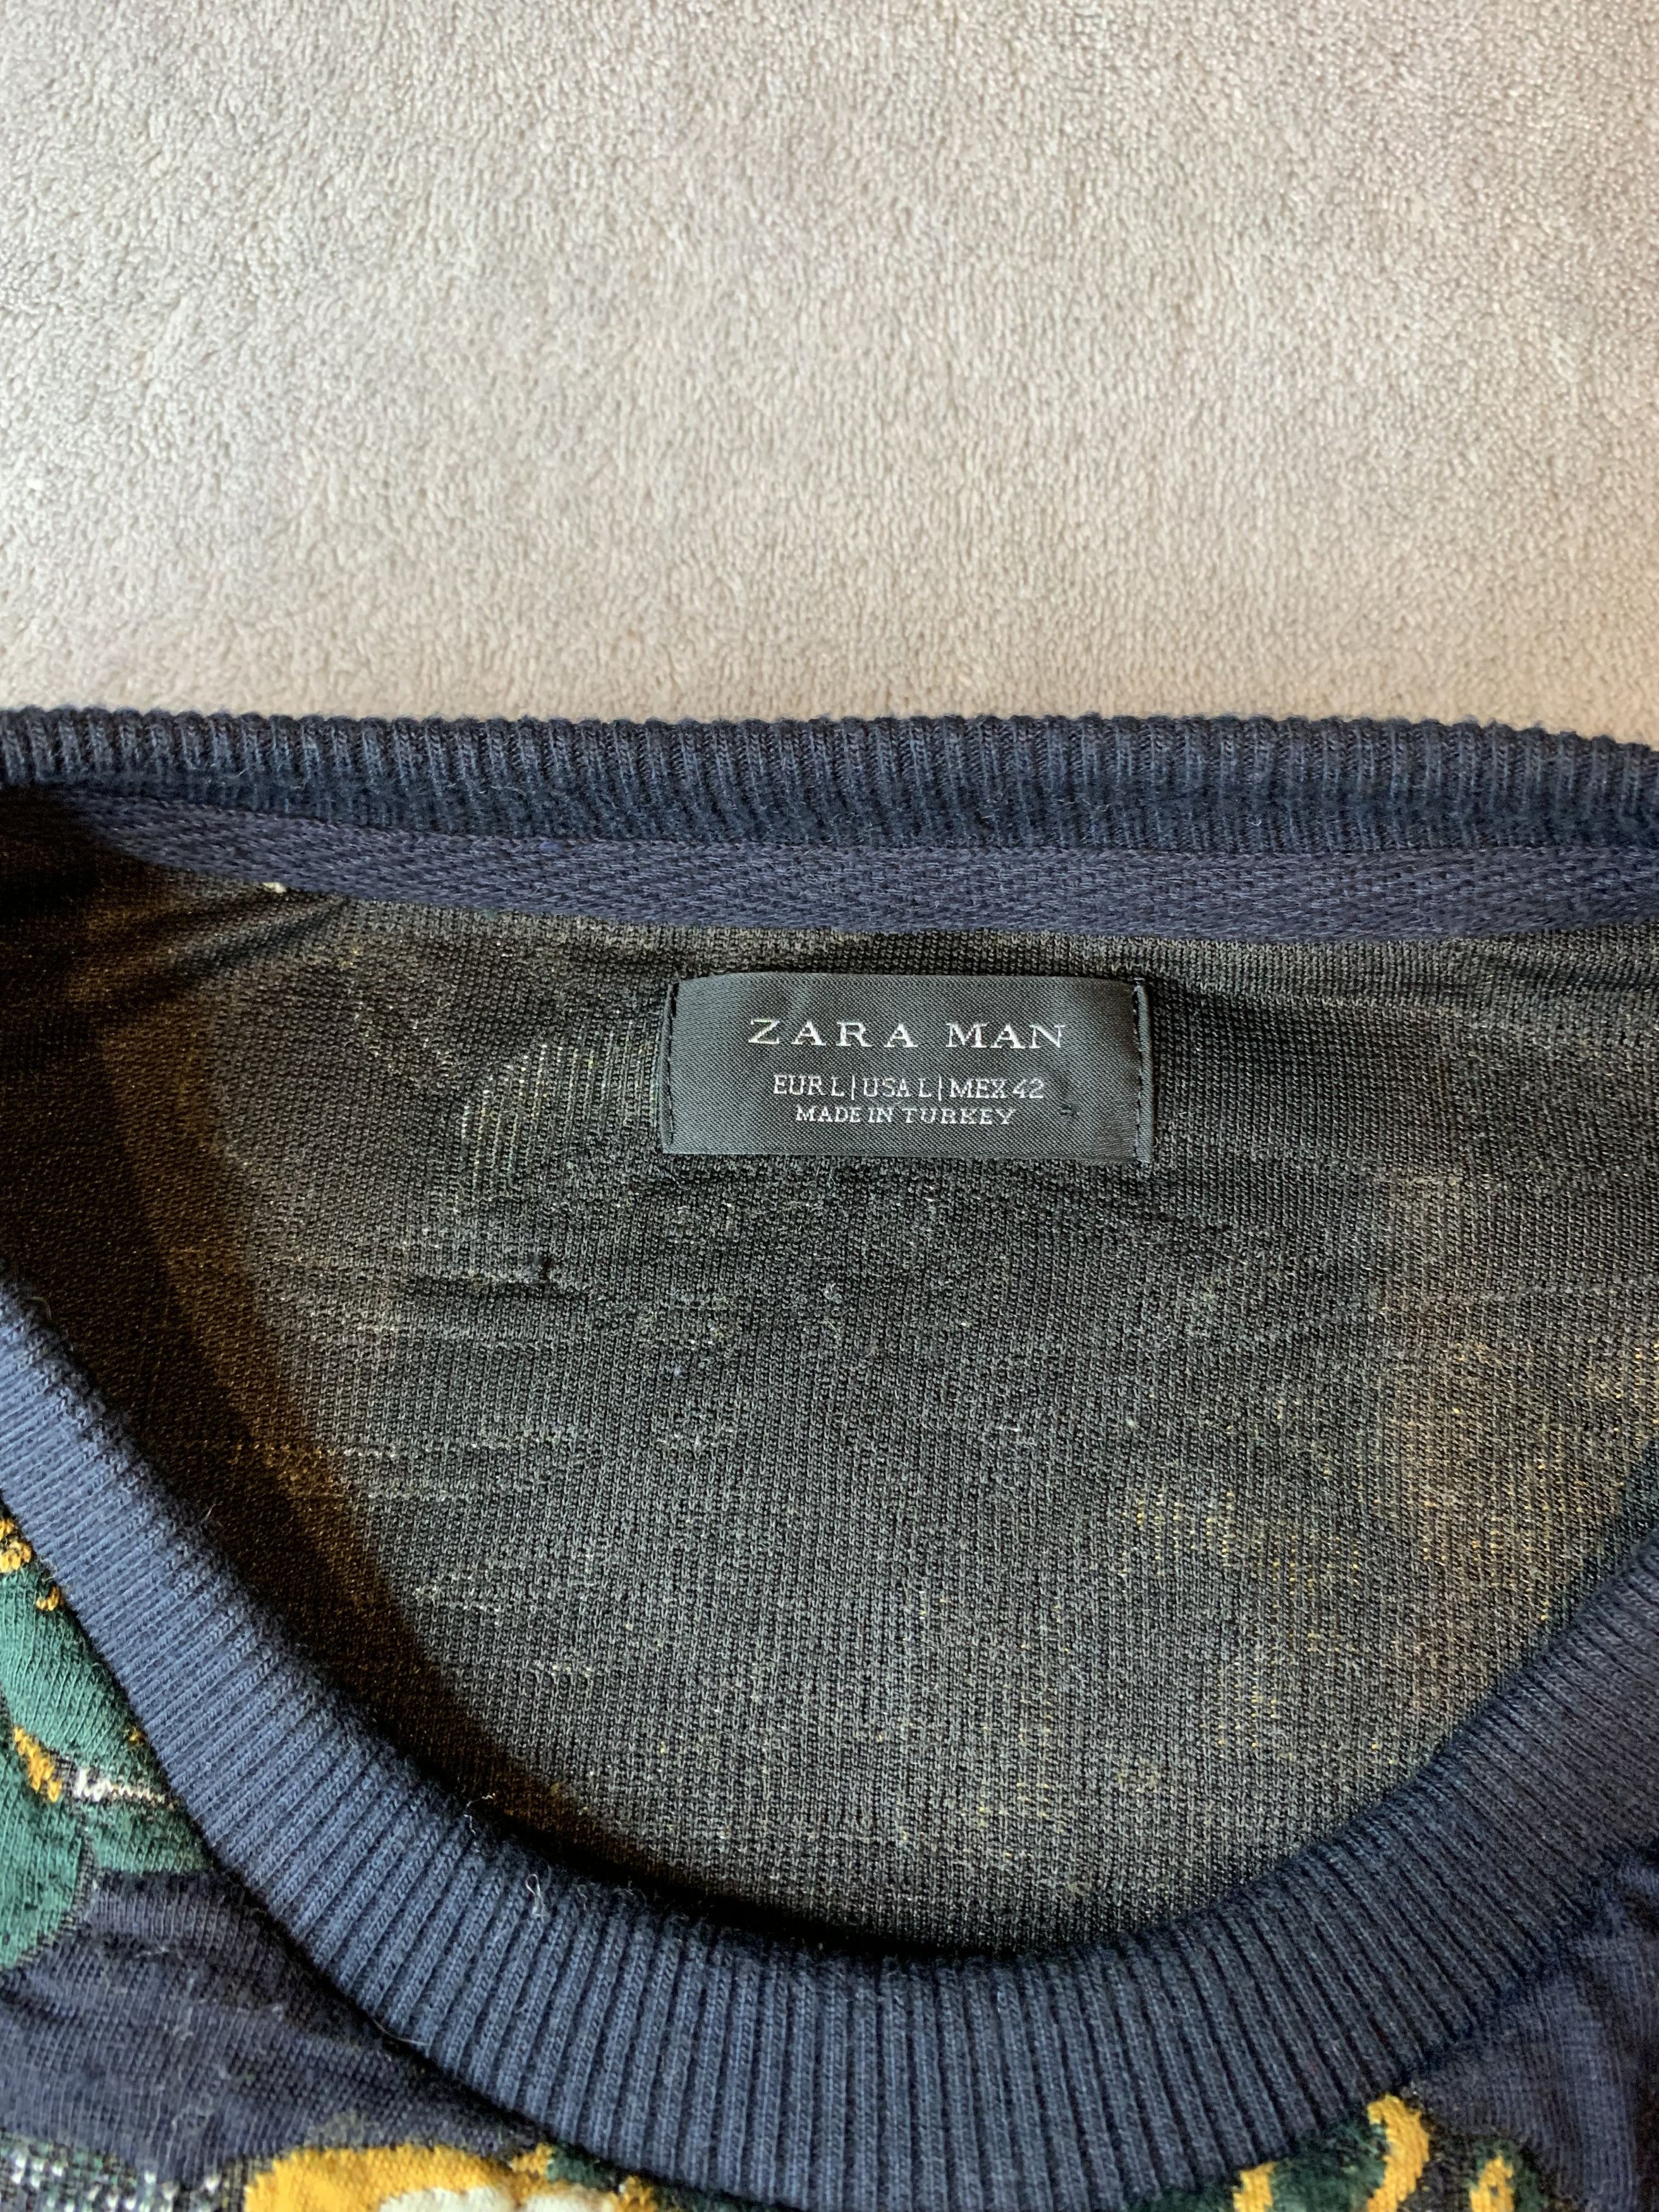 ZARA MAN
EUR L | USA L | MEX 42
MADE IN TURKEY